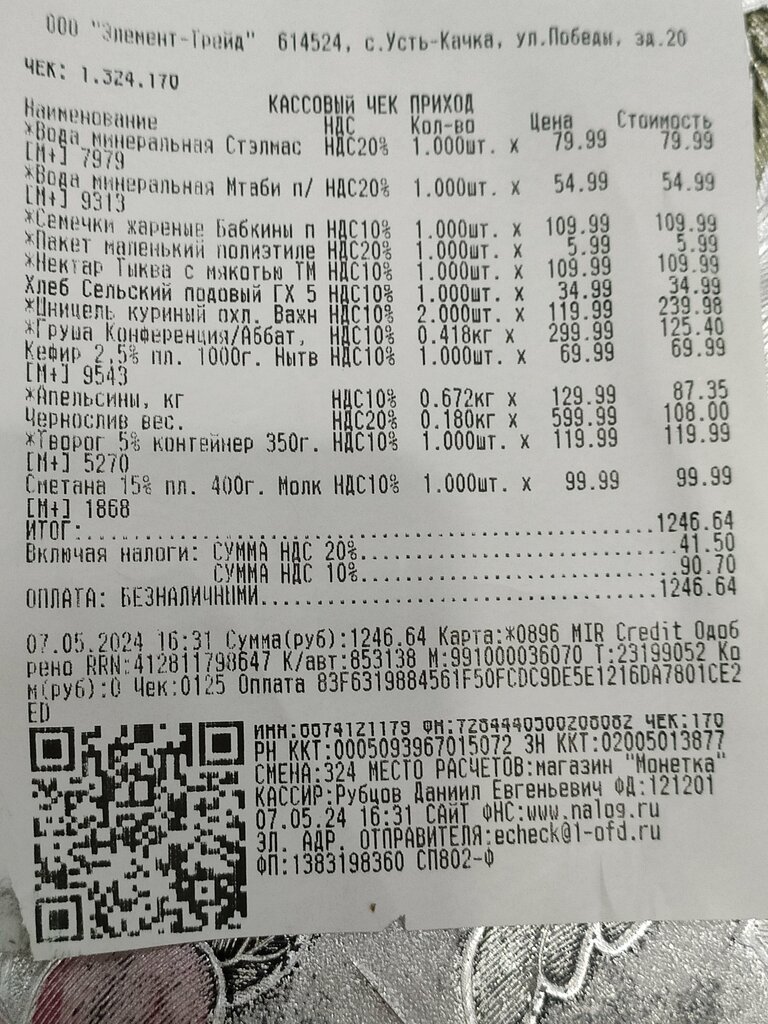 ООО "Элемент-Трейд" 614524, с.Усть-Качка, ул.Победы, зд.20
ЧЕК: 1.324.170
КАССОВЫЙ ЧЕК ПРИХОД
Наименование НДС Кол-во Цена Стоимость
*Вода минеральная Стэлмас НДС20% 1.000шт. x 79.99 79.99
[М+] 7979
*Вода минеральная Мтаби п/ НДС20% 1.000шт. x 54.99 54.99
[М+] 9313
*Семечки жареные Бабкины п НДС10% 1.000шт. x 109.99 109.99
*Пакет маленький полиэтиле НДС20% 1.000шт. x 5.99 5.99
*Нектар Тыква с мякотью ТМ НДС10% 1.000шт. x 109.99 109.99
Хлеб Сельский подовый ГХ 5 НДС10% 1.000шт. x 34.99 34.99
*Шницель куриный охл. Важн НДС10% 2.000шт. x 119.99 239.98
*Груша Конференция/Аббат, НДС10% 0.418кг x 299.99 125.40
Кефир 2,5% пл. 1000г. Нытв НДС10% 1.000шт. x 69.99 69.99
[М+] 9543
*Апельсины, кг НДС10% 0.672кг x 129.99 87.35
Чернослив вес. НДС20% 0.180кг x 599.99 108.00
*Творог 5% контейнер 350г. НДС10% 1.000шт. x 119.99 119.99
[М+] 5270
Сметана 15% пл. 400г. Молк НДС10% 1.000шт. x 99.99 99.99
[М+] 1868
ИТОГ:..........1246.64
Включая налоги: СУММА НДС 20%..........41.50
СУММА НДС 10%..........90.70
ОПЛАТА: БЕЗНАЛИЧНЫМИ..........1246.64
07.05.2024 16:31 Сумма(руб):1246.64 Карта:*0896 MIR Credit Одоб
рено RRN:412811798647 К/авт:853138 М:991000036070 Т:23199052 Ко
м(руб):0 Чек:0125 Оплата 83F6319884561F50FCDC9DE5E1216DA7801CE2
ED
ИНН:6674121179 ФН:7284440500208082 ЧЕК:170
РН ККТ:0005093967015072 ЗН ККТ:02005013877
СМЕНА:324 МЕСТО РАСЧЕТОВ:магазин "Монетка"
КАССИР:Рубцов Даниил Евгеньевич ФД:121201
07.05.24 16:31 САЙТ ФНС:www.nalog.ru
ЭЛ. АДР. ОТПРАВИТЕЛЯ:echeck@1-ofd.ru
ФП:1383198360 СП802-Ф